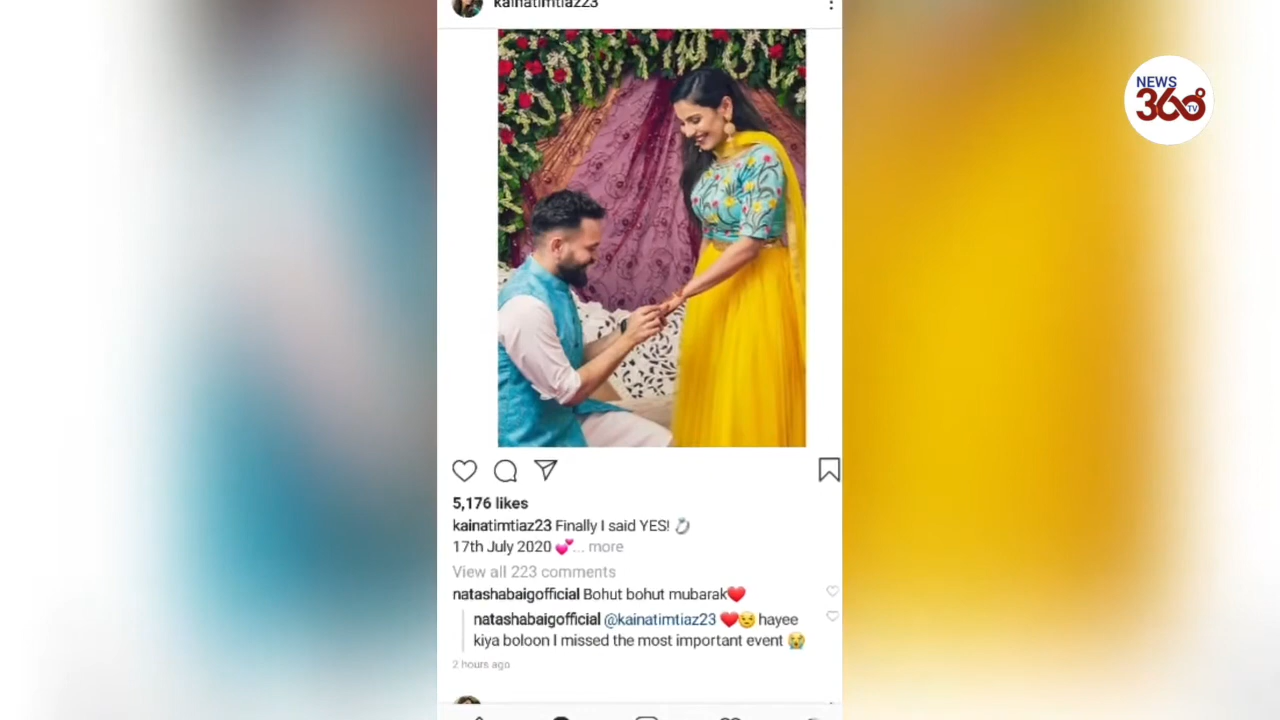 kainatimtiaz23
NEWS
360°
TV
5,176 likes
kainatimtiaz23 Finally I said YES! 💍
17th July 2020 💕... more
View all 223 comments
natashabaigofficial Bohut bohut mubarak❤️
natashabaigofficial @kainatimtiaz23 ❤️😒 hayee
kiya boloon I missed the most important event 😭
2 hours ago